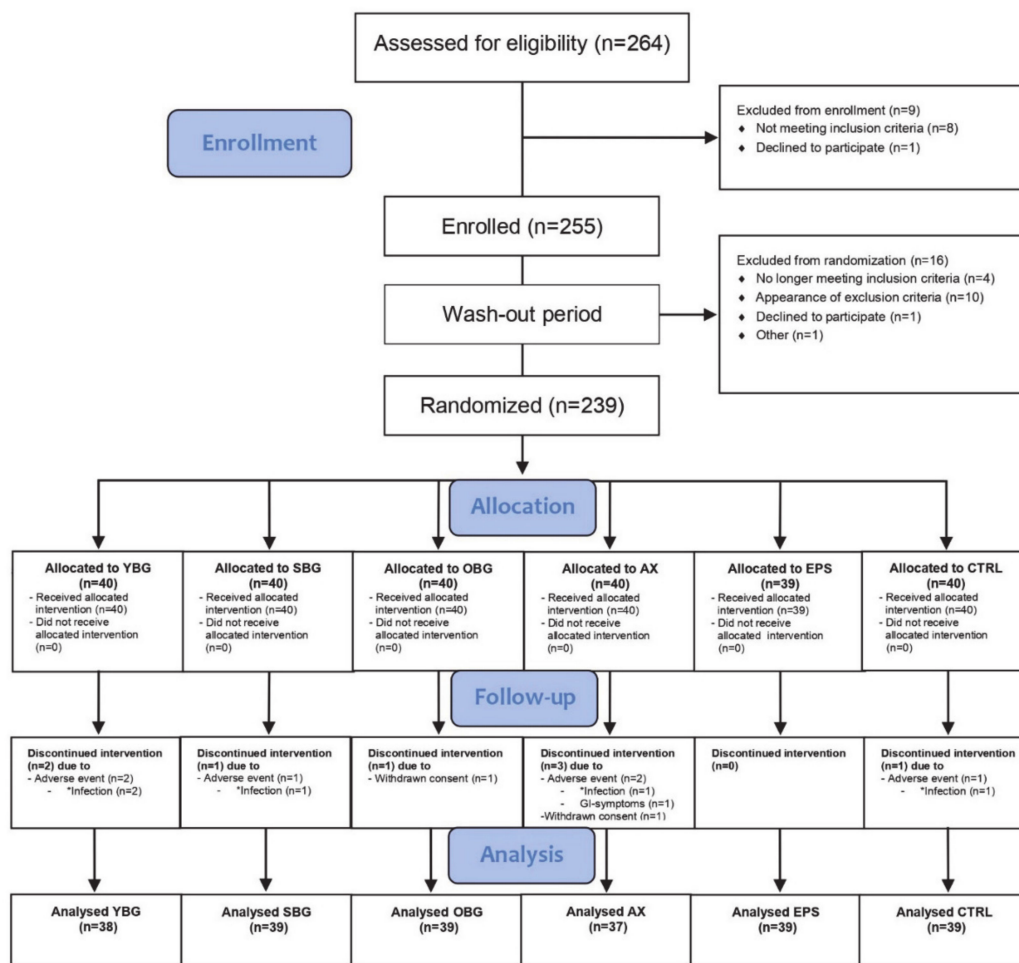 Assessed for eligibility (n=264)
Enrollment
Excluded from enrollment (n=9)
♦ Not meeting inclusion criteria (n=8)
♦ Declined to participate (n=1)
Enrolled (n=255)
Excluded from randomization (n=16)
♦ No longer meeting inclusion criteria (n=4)
♦ Appearance of exclusion criteria (n=10)
♦ Declined to participate (n=1)
♦ Other (n=1)
Wash-out period
Randomized (n=239)
Allocation
Allocated to YBG
(n=40)
- Received allocated
intervention (n=40)
- Did not receive
allocated intervention
(n=0)
Allocated to SBG
(n=40)
- Received allocated
intervention (n=40)
- Did not receive
allocated intervention
(n=0)
Allocated to OBG
(n=40)
- Received allocated
intervention (n=40)
- Did not receive
allocated intervention
(n=0)
Allocated to AX
(n=40)
- Received allocated
intervention (n=40)
- Did not receive
allocated intervention
(n=0)
Allocated to EPS
(n=39)
- Received allocated
intervention (n=39)
- Did not receive
allocated intervention
(n=0)
Allocated to CTRL
(n=40)
- Received allocated
intervention (n=40)
- Did not receive
allocated intervention
(n=0)
Follow-up
Discontinued intervention
(n=2) due to
- Adverse event (n=2)
- *Infection (n=2)
Discontinued intervention
(n=1) due to
- Adverse event (n=1)
- *Infection (n=1)
Discontinued intervention
(n=1) due to
- Withdrawn consent (n=1)
Discontinued intervention
(n=3) due to
- Adverse event (n=2)
- *Infection (n=1)
- GI-symptoms (n=1)
-Withdrawn consent (n=1)
Discontinued intervention
(n=0)
Discontinued intervention
(n=1) due to
- Adverse event (n=1)
- *Infection (n=1)
Analysis
Analysed YBG
(n=38)
Analysed SBG
(n=39)
Analysed OBG
(n=39)
Analysed AX
(n=37)
Analysed EPS
(n=39)
Analysed CTRL
(n=39)